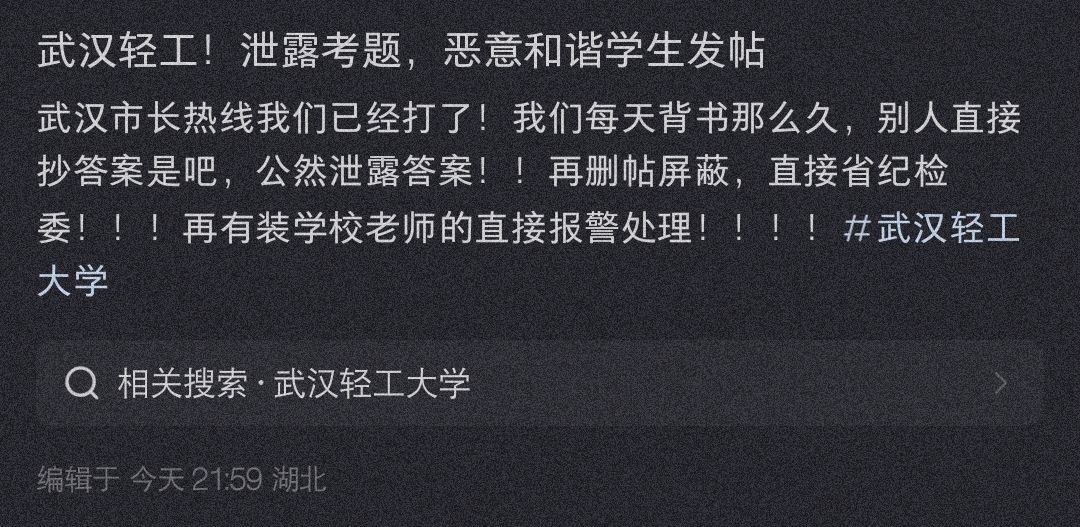 武汉轻工！泄露考题，恶意和谐学生发帖
武汉市长热线我们已经打了！我们每天背书那么久，别人直接
抄答案是吧，公然泄露答案！！再删帖屏蔽，直接省纪检
委！！！再有装学校老师的直接报警处理！！！！#武汉轻工
大学
相关搜索·武汉轻工大学
编辑于 今天 21:59 湖北